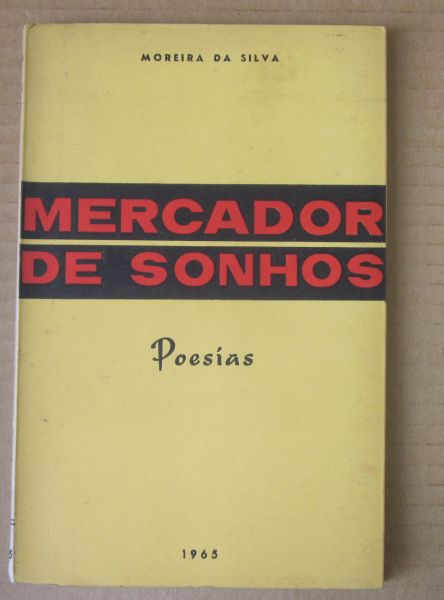 MOREIRA DA SILVA
MERCADOR
DE SONHOS
Poesias
1965